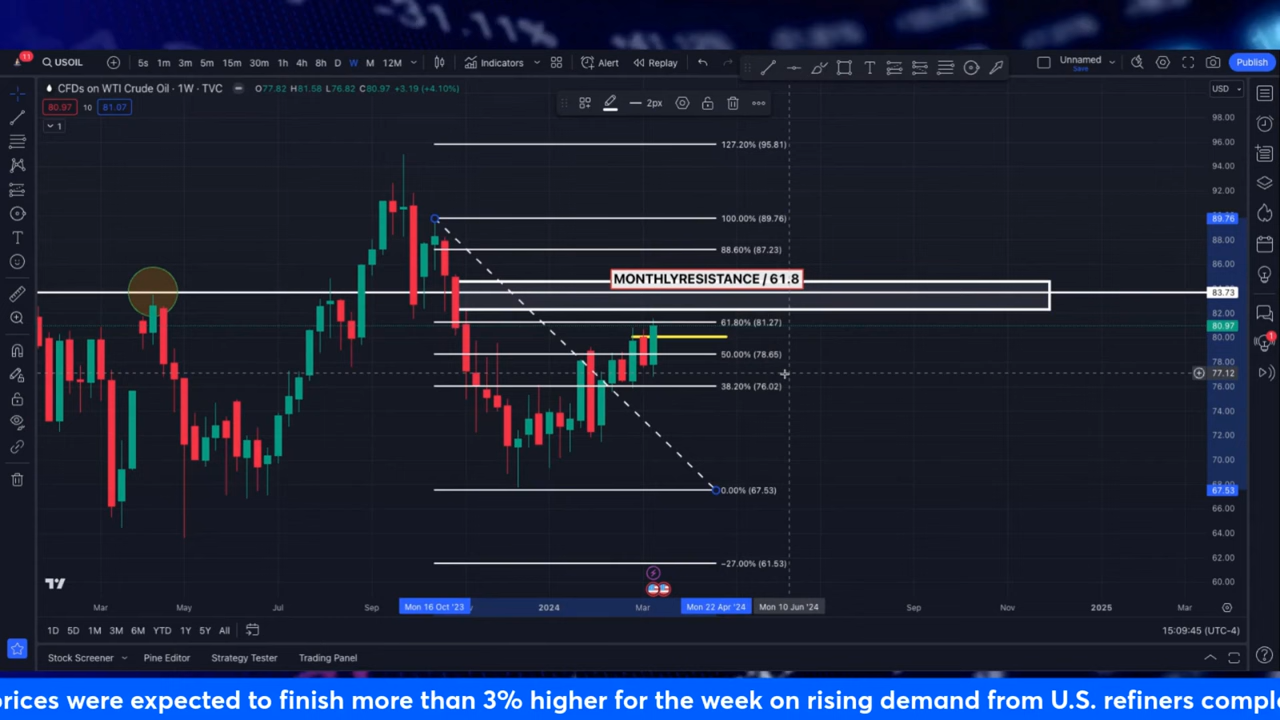 -31.11%
11
USOIL
5s 1m 3m 5m 15m 30m 1h 4h 8h D W M 12M
Indicators
Alert
Replay
Unnamed
Save
Publish
CFDs on WTI Crude Oil · 1W · TVC
O77.82 H81.58 L76.82 C80.97 +3.19 (+4.10%)
80.97 10 81.07
1
2px
USD
98.00
96.00
94.00
92.00
89.76
88.00
86.00
83.73
82.00
80.97
80.00
78.00
77.12
76.00
74.00
72.00
70.00
67.53
66.00
64.00
62.00
60.00
127.20% (95.81)
100.00% (89.76)
88.60% (87.23)
MONTHLYRESISTANCE / 61.8
61.80% (81.27)
50.00% (78.65)
38.20% (76.02)
0.00% (67.53)
−27.00% (61.53)
1
Mar May Jul Sep Mon 16 Oct '23 2024 Mar Mon 22 Apr '24 Mon 10 Jun '24 Sep Nov 2025 Mar
1D 5D 1M 3M 6M YTD 1Y 5Y All
15:09:45 (UTC-4)
Stock Screener Pine Editor Strategy Tester Trading Panel
prices were expected to finish more than 3% higher for the week on rising demand from U.S. refiners